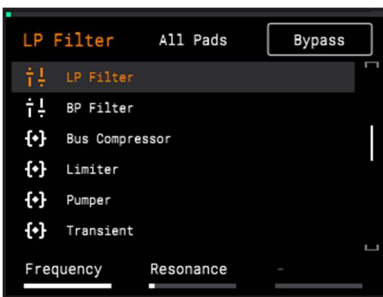 LP Filter All Pads Bypass
LP Filter
BP Filter
Bus Compressor
Limiter
Pumper
Transient
Frequency Resonance -